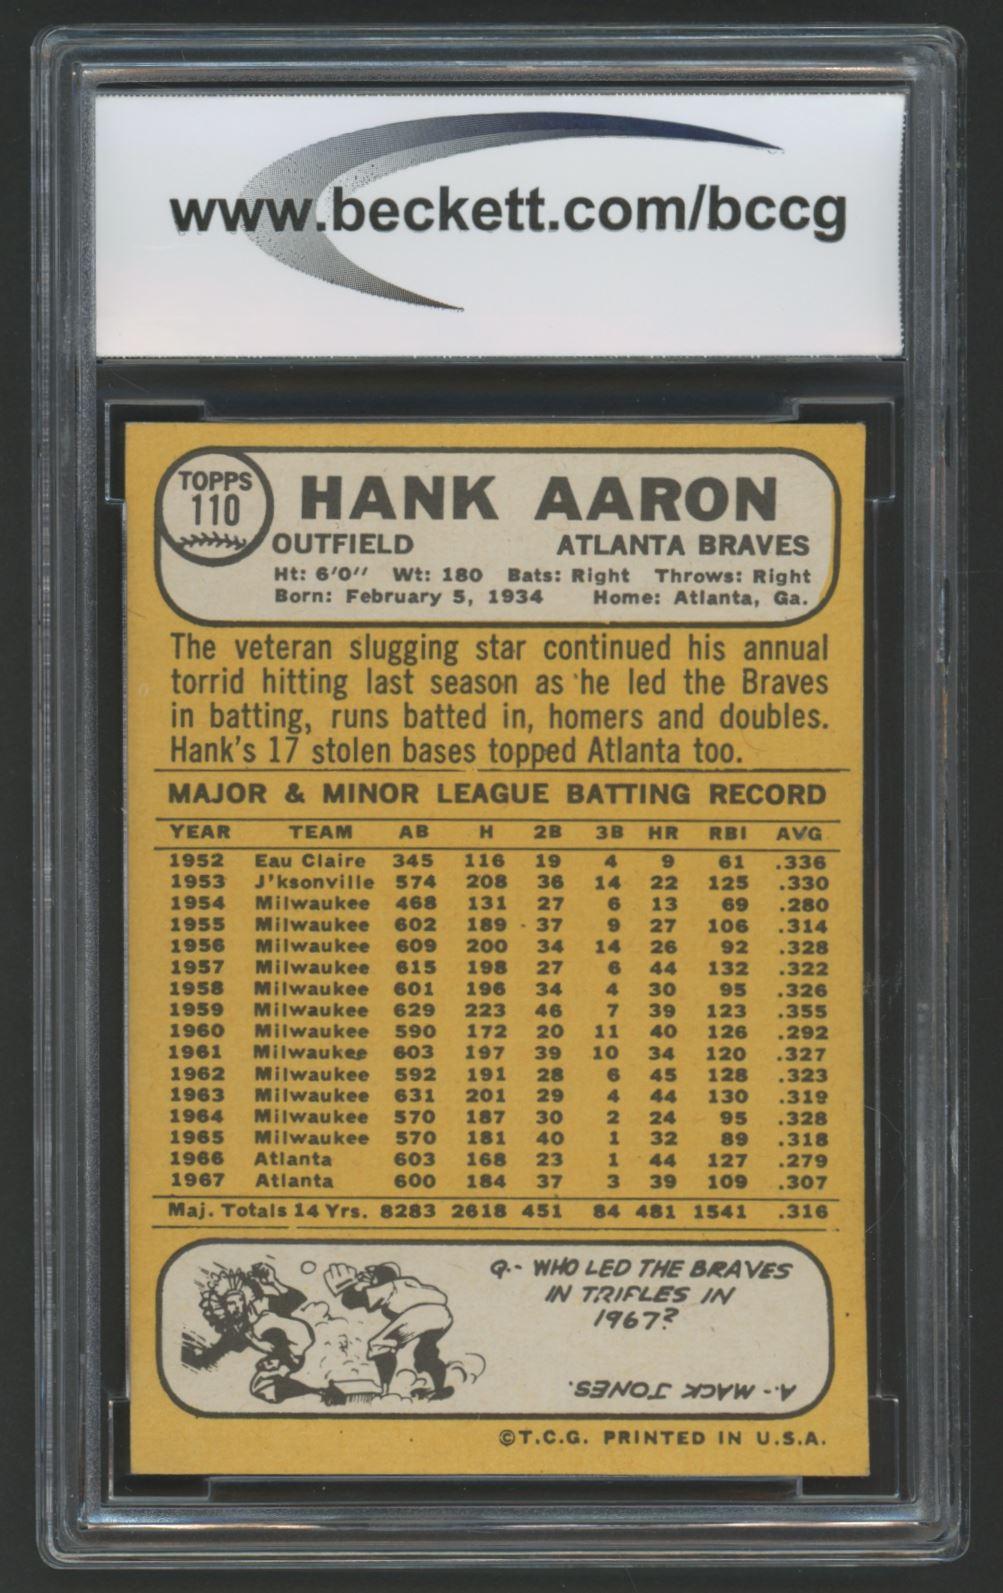 www.beckett.com/bccg
TOPPS
110
HANK AARON
OUTFIELD ATLANTA BRAVES
Ht: 6'0" Wt: 180 Bats: Right Throws: Right
Born: February 5, 1934 Home: Atlanta, Ga.
The veteran slugging star continued his annual
torrid hitting last season as he led the Braves
in batting, runs batted in, homers and doubles.
Hank's 17 stolen bases topped Atlanta too.
MAJOR & MINOR LEAGUE BATTING RECORD
YEAR TEAM AB H 2B 3B HR RBI AVG.
1952 Eau Claire 345 116 19 4 9 61 .336
1953 J'ksonville 574 208 36 14 22 125 .330
1954 Milwaukee 468 131 27 6 13 69 .280
1955 Milwaukee 602 189 37 9 27 106 .314
1956 Milwaukee 609 200 34 14 26 92 .328
1957 Milwaukee 615 198 27 6 44 132 .322
1958 Milwaukee 601 196 34 4 30 95 .326
1959 Milwaukee 629 223 46 7 39 123 .355
1960 Milwaukee 590 172 20 11 40 126 .292
1961 Milwaukee 603 197 39 10 34 120 .327
1962 Milwaukee 592 191 28 6 45 128 .323
1963 Milwaukee 631 201 29 4 44 130 .319
1964 Milwaukee 570 187 30 2 24 95 .328
1965 Milwaukee 570 181 40 1 32 89 .318
1966 Atlanta 603 168 23 1 44 127 .279
1967 Atlanta 600 184 37 3 39 109 .307
Maj. Totals 14 Yrs. 8283 2618 451 84 481 1541 .316
Q.- WHO LED THE BRAVES
IN TRIPLES IN
1967?
A.- MACK JONES.
©T.C.G. PRINTED IN U.S.A.